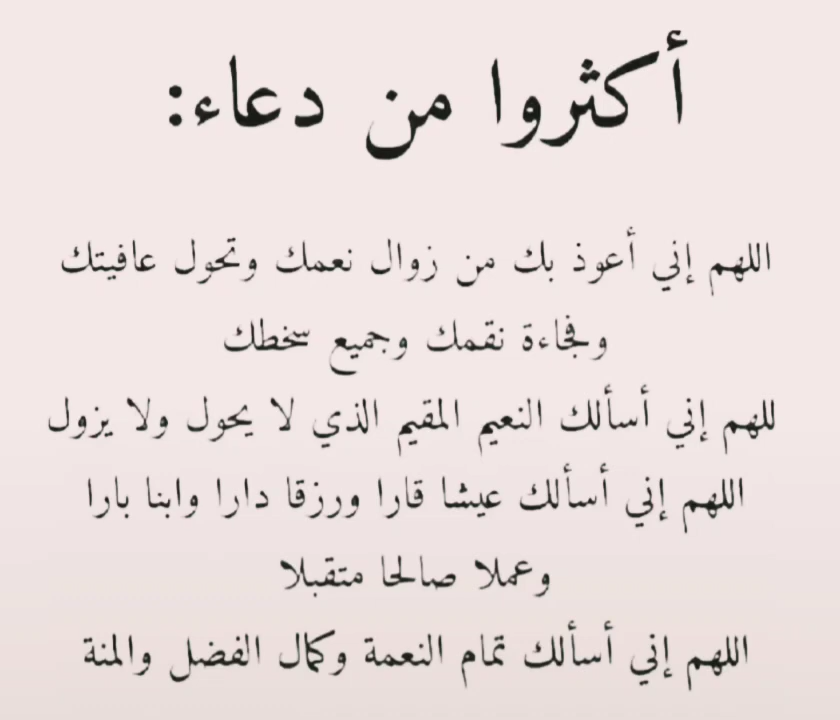 أكثروا من دعاء:
اللهم إني أعوذ بك من زوال نعمك وتحول عافيتك
وفجاءة نقمك وجميع سخطك
للهم إني أسألك النعيم المقيم الذي لا يحول ولا يزول
اللهم إني أسألك عيشا قارا ورزقا دارا وابنا بارا
وعملا صالحا متقبلا
اللهم إني أسألك تمام النعمة وكمال الفضل والمنة